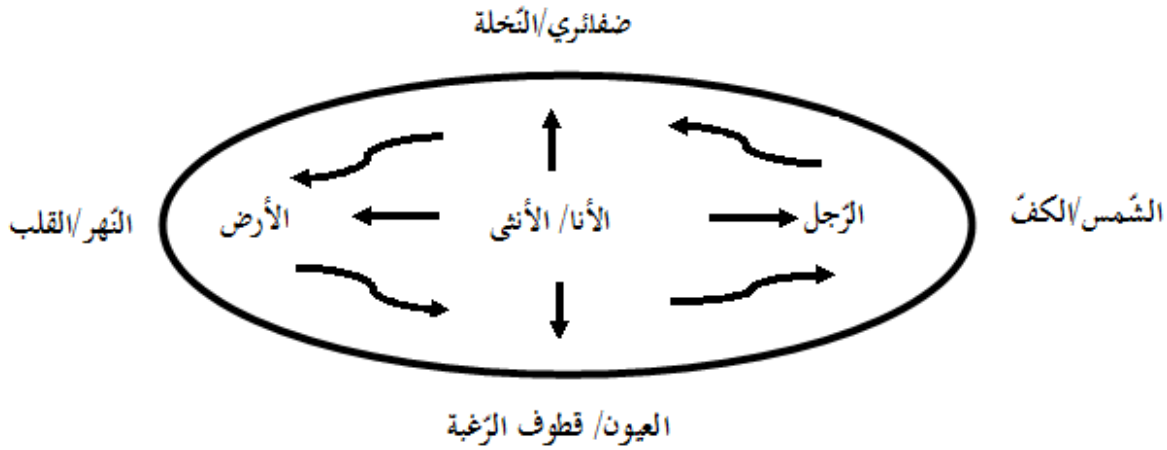 ضفائري/النّخلة
الشّمس/الكفّ
الرّجل
الأنا/ الأنثى
الأرض
النّهر/القلب
العيون/ قطوف الرّغبة